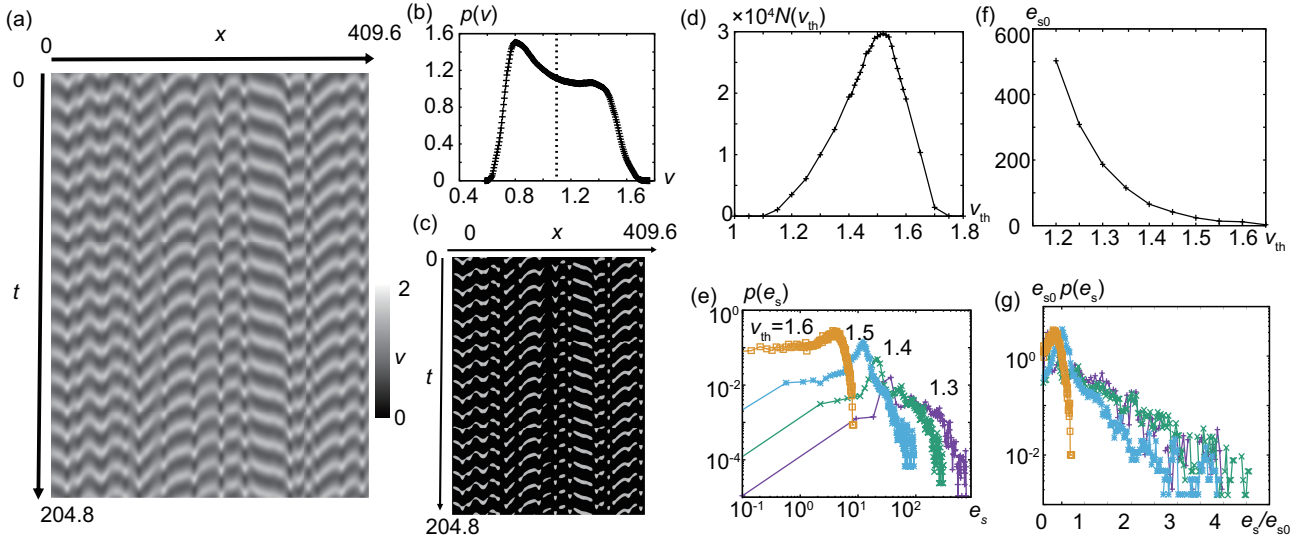 (a)
0
x
409.6
0
t
204.8
2
v
0
(b)
p(v)
1.6
1.2
0.8
0.4
0
0.4 0.8 1.2 1.6
v
(c)
0
x
409.6
0
t
204.8
(d)
×10⁴N(v_th)
3
2
1
0
1 1.2 1.4 1.6 1.8
v_th
(e)
p(e_s)
10⁰
10⁻²
10⁻⁴
v_th=1.6
1.5
1.4
1.3
10⁻¹ 10⁰ 10¹ 10²
e_s
(f)
e_s0
600
400
200
0
1.2 1.3 1.4 1.5 1.6
v_th
(g)
e_s0 p(e_s)
10⁰
10⁻²
0 1 2 3 4
e_s/e_s0